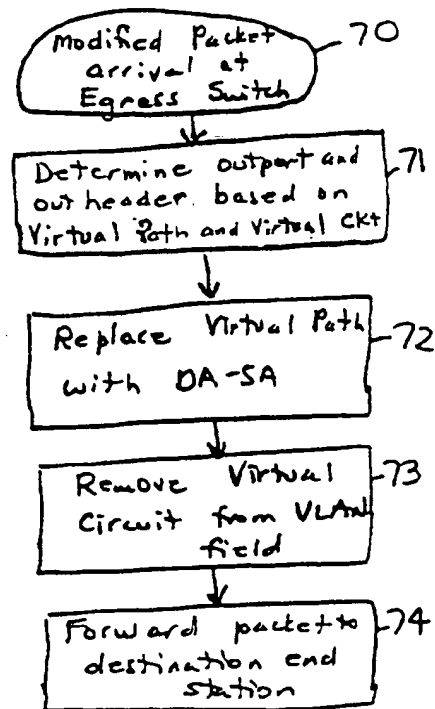 Modified Packet
arrival at
Egress Switch
70
Determine outport and
out header based on
Virtual Path and Virtual Ckt
71
Replace Virtual Path
with DA-SA
72
Remove Virtual
Circuit from VLAN
field
73
Forward packet to
destination end
station
74